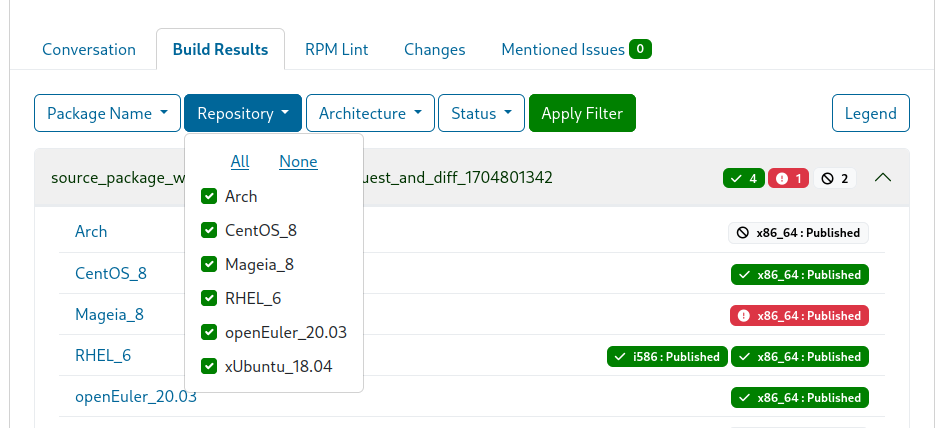 Conversation Build Results RPM Lint Changes Mentioned Issues 0
Package Name Repository Architecture Status Apply Filter Legend
All None
source_package_w uest_and_diff_1704801342 4 1 2
Arch
CentOS_8
Mageia_8
RHEL_6
openEuler_20.03
xUbuntu_18.04
Arch x86_64 : Published
CentOS_8 x86_64 : Published
Mageia_8 x86_64 : Published
RHEL_6 i586 : Published x86_64 : Published
openEuler_20.03 x86_64 : Published